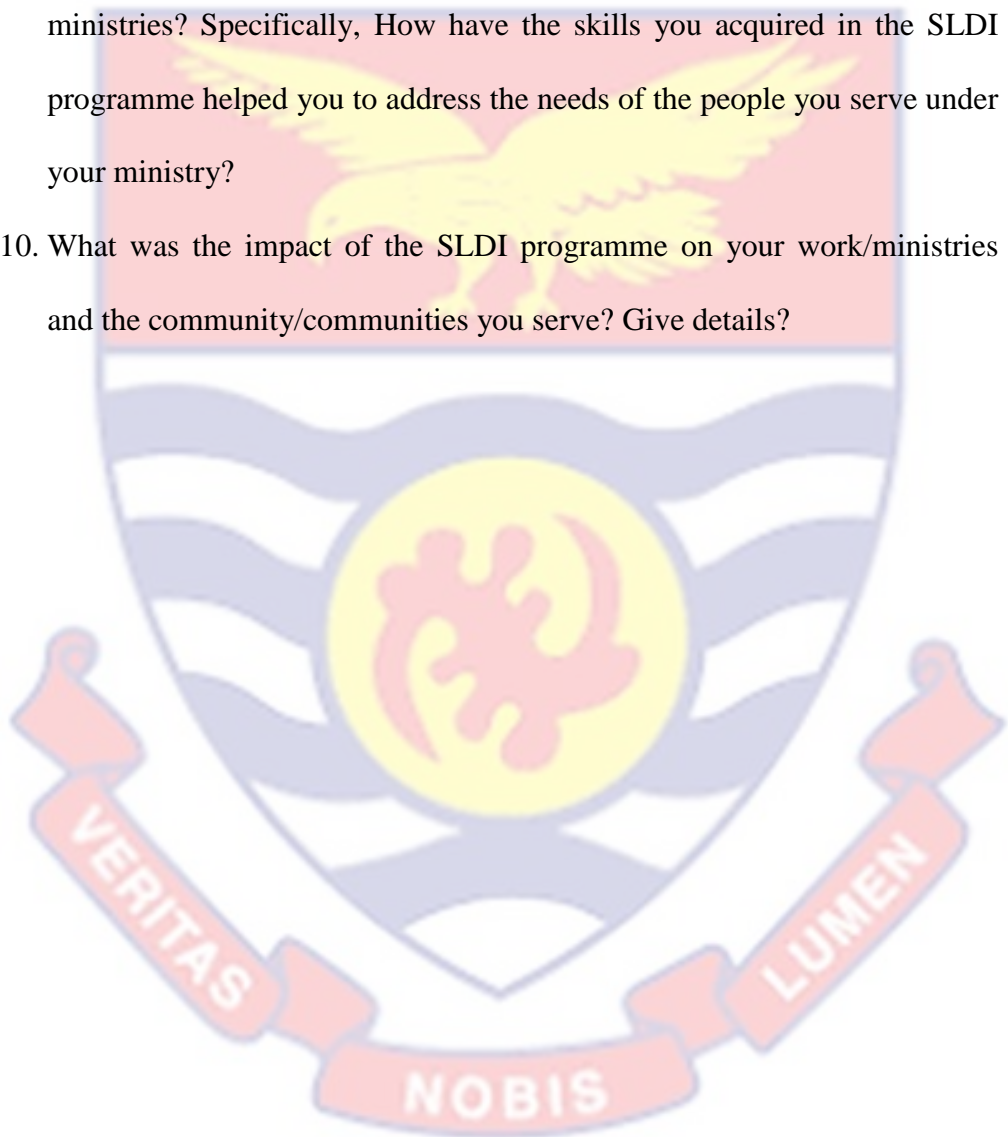 ministries? Specifically, How have the skills you acquired in the SLDI
programme helped you to address the needs of the people you serve under
your ministry?
10. What was the impact of the SLDI programme on your work/ministries
and the community/communities you serve? Give details?
VERITAS
NOBIS
LUMEN